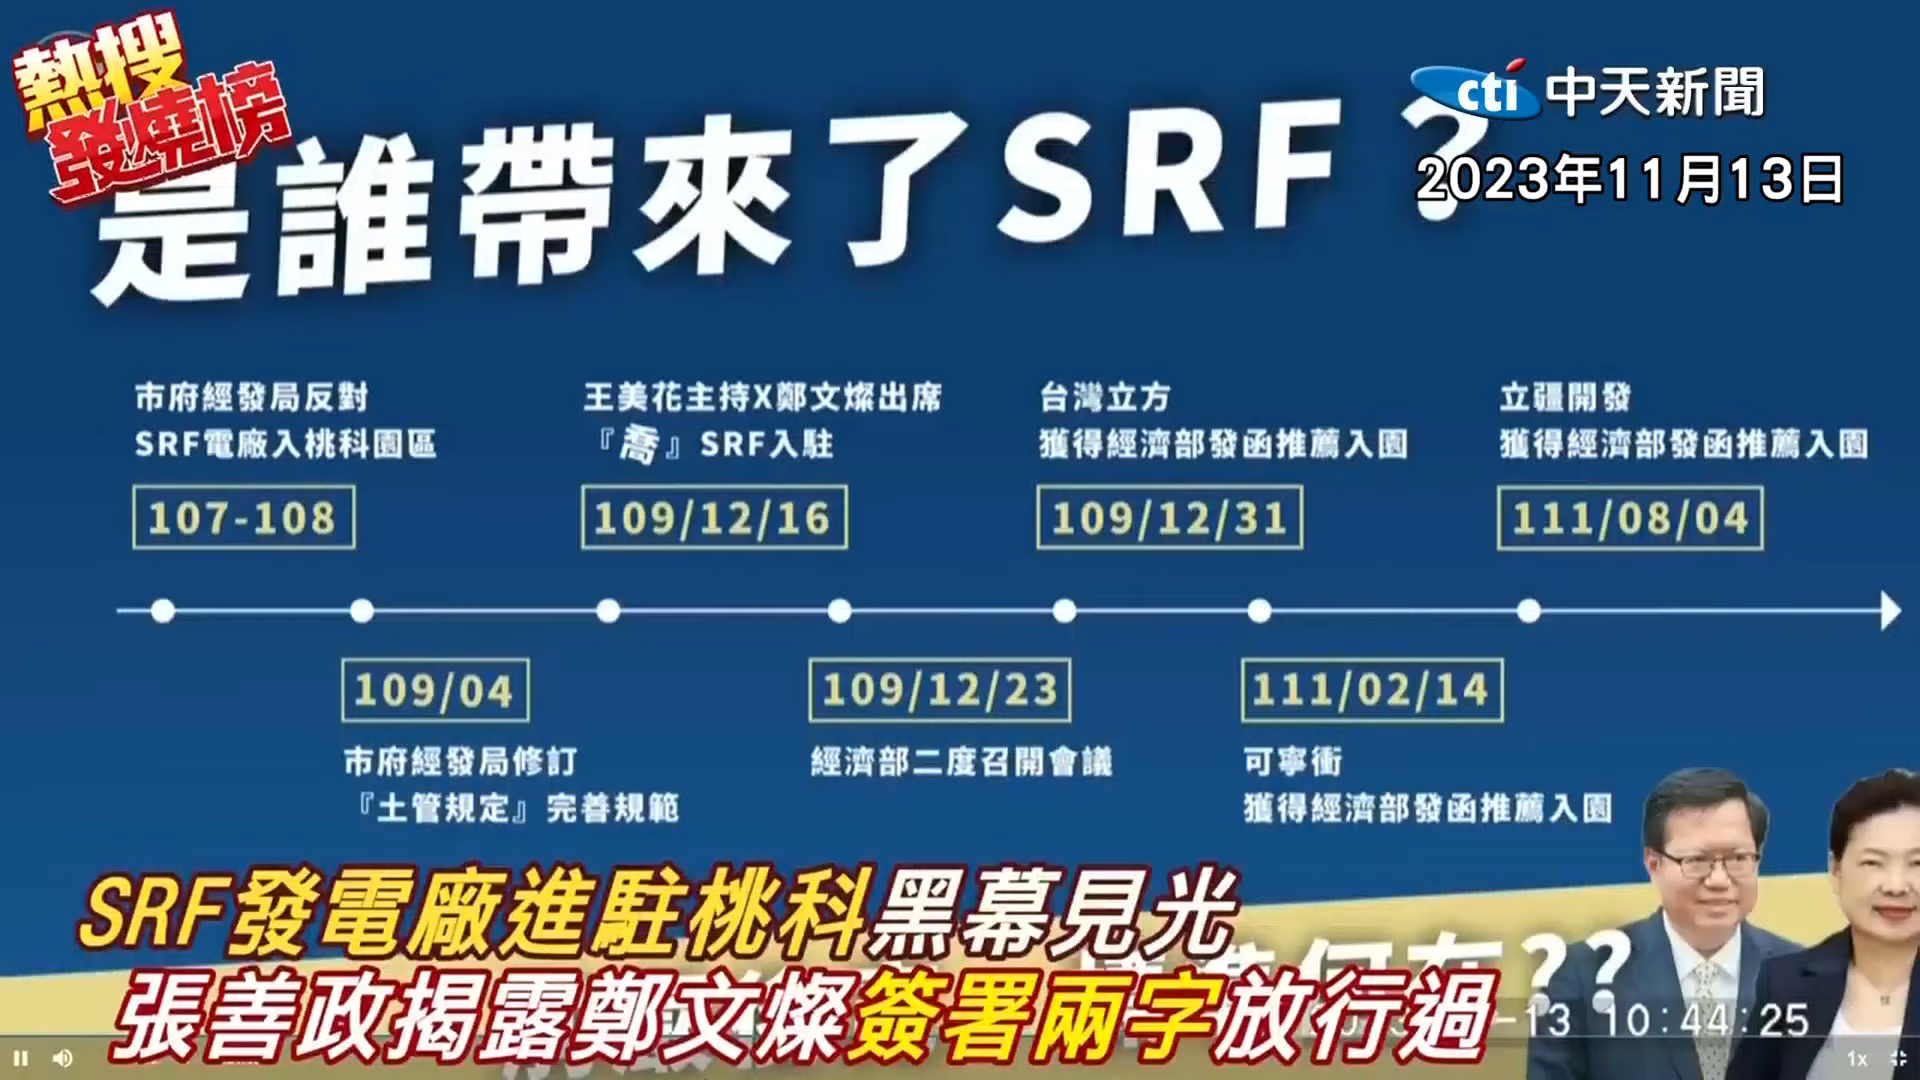 熱搜
發燒榜
cti 中天新聞
2023年11月13日
是誰帶來了SRF?
市府經發局反對
SRF電廠入桃科園區
107-108
王美花主持X鄭文燦出席
『喬』SRF入駐
109/12/16
台灣立方
獲得經濟部發函推薦入園
109/12/31
立疆開發
獲得經濟部發函推薦入園
111/08/04
109/04
市府經發局修訂
『土管規定』完善規範
109/12/23
經濟部二度召開會議
111/02/14
可寧衛
獲得經濟部發函推薦入園
何在??
SRF發電廠進駐桃科黑幕見光
張善政揭露鄭文燦簽署兩字放行過
-13 10:44:25
1x